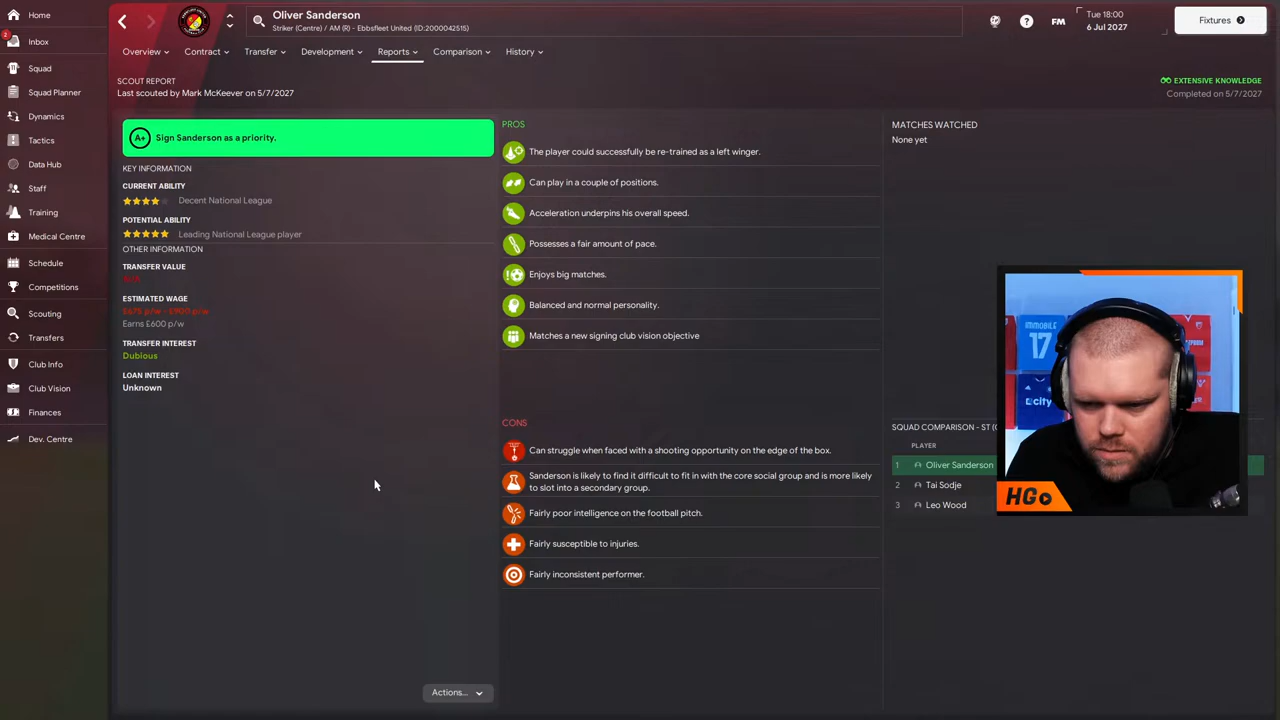 Home
Oliver Sanderson
Striker (Centre) / AM (R) - Ebbsfleet United (ID:2000042515)
FM
Tue 18:00
6 Jul 2027
Fixtures
2
Inbox
Overview
Contract
Transfer
Development
Reports
Comparison
History
Squad
Squad Planner
Dynamics
Tactics
Data Hub
Staff
Training
Medical Centre
Schedule
Competitions
Scouting
Transfers
Club Info
Club Vision
Finances
Dev. Centre
SCOUT REPORT
Last scouted by Mark McKeever on 5/7/2027
EXTENSIVE KNOWLEDGE
Completed on 5/7/2027
A+ Sign Sanderson as a priority.
KEY INFORMATION
CURRENT ABILITY
Decent National League
POTENTIAL ABILITY
Leading National League player
OTHER INFORMATION
TRANSFER VALUE
ESTIMATED WAGE
£675 p/w - £900 p/w
Earns £600 p/w
TRANSFER INTEREST
Dubious
LOAN INTEREST
Unknown
Actions...
PROS
The player could successfully be re-trained as a left winger.
Can play in a couple of positions.
Acceleration underpins his overall speed.
Possesses a fair amount of pace.
Enjoys big matches.
Balanced and normal personality.
Matches a new signing club vision objective
CONS
Can struggle when faced with a shooting opportunity on the edge of the box.
Sanderson is likely to find it difficult to fit in with the core social group and is more likely
to slot into a secondary group.
Fairly poor intelligence on the football pitch.
Fairly susceptible to injuries.
Fairly inconsistent performer.
MATCHES WATCHED
None yet
SQUAD COMPARISON - ST (
PLAYER
1 Oliver Sanderson
2 Tai Sodje
3 Leo Wood
IMMOBILE
17
city
HG